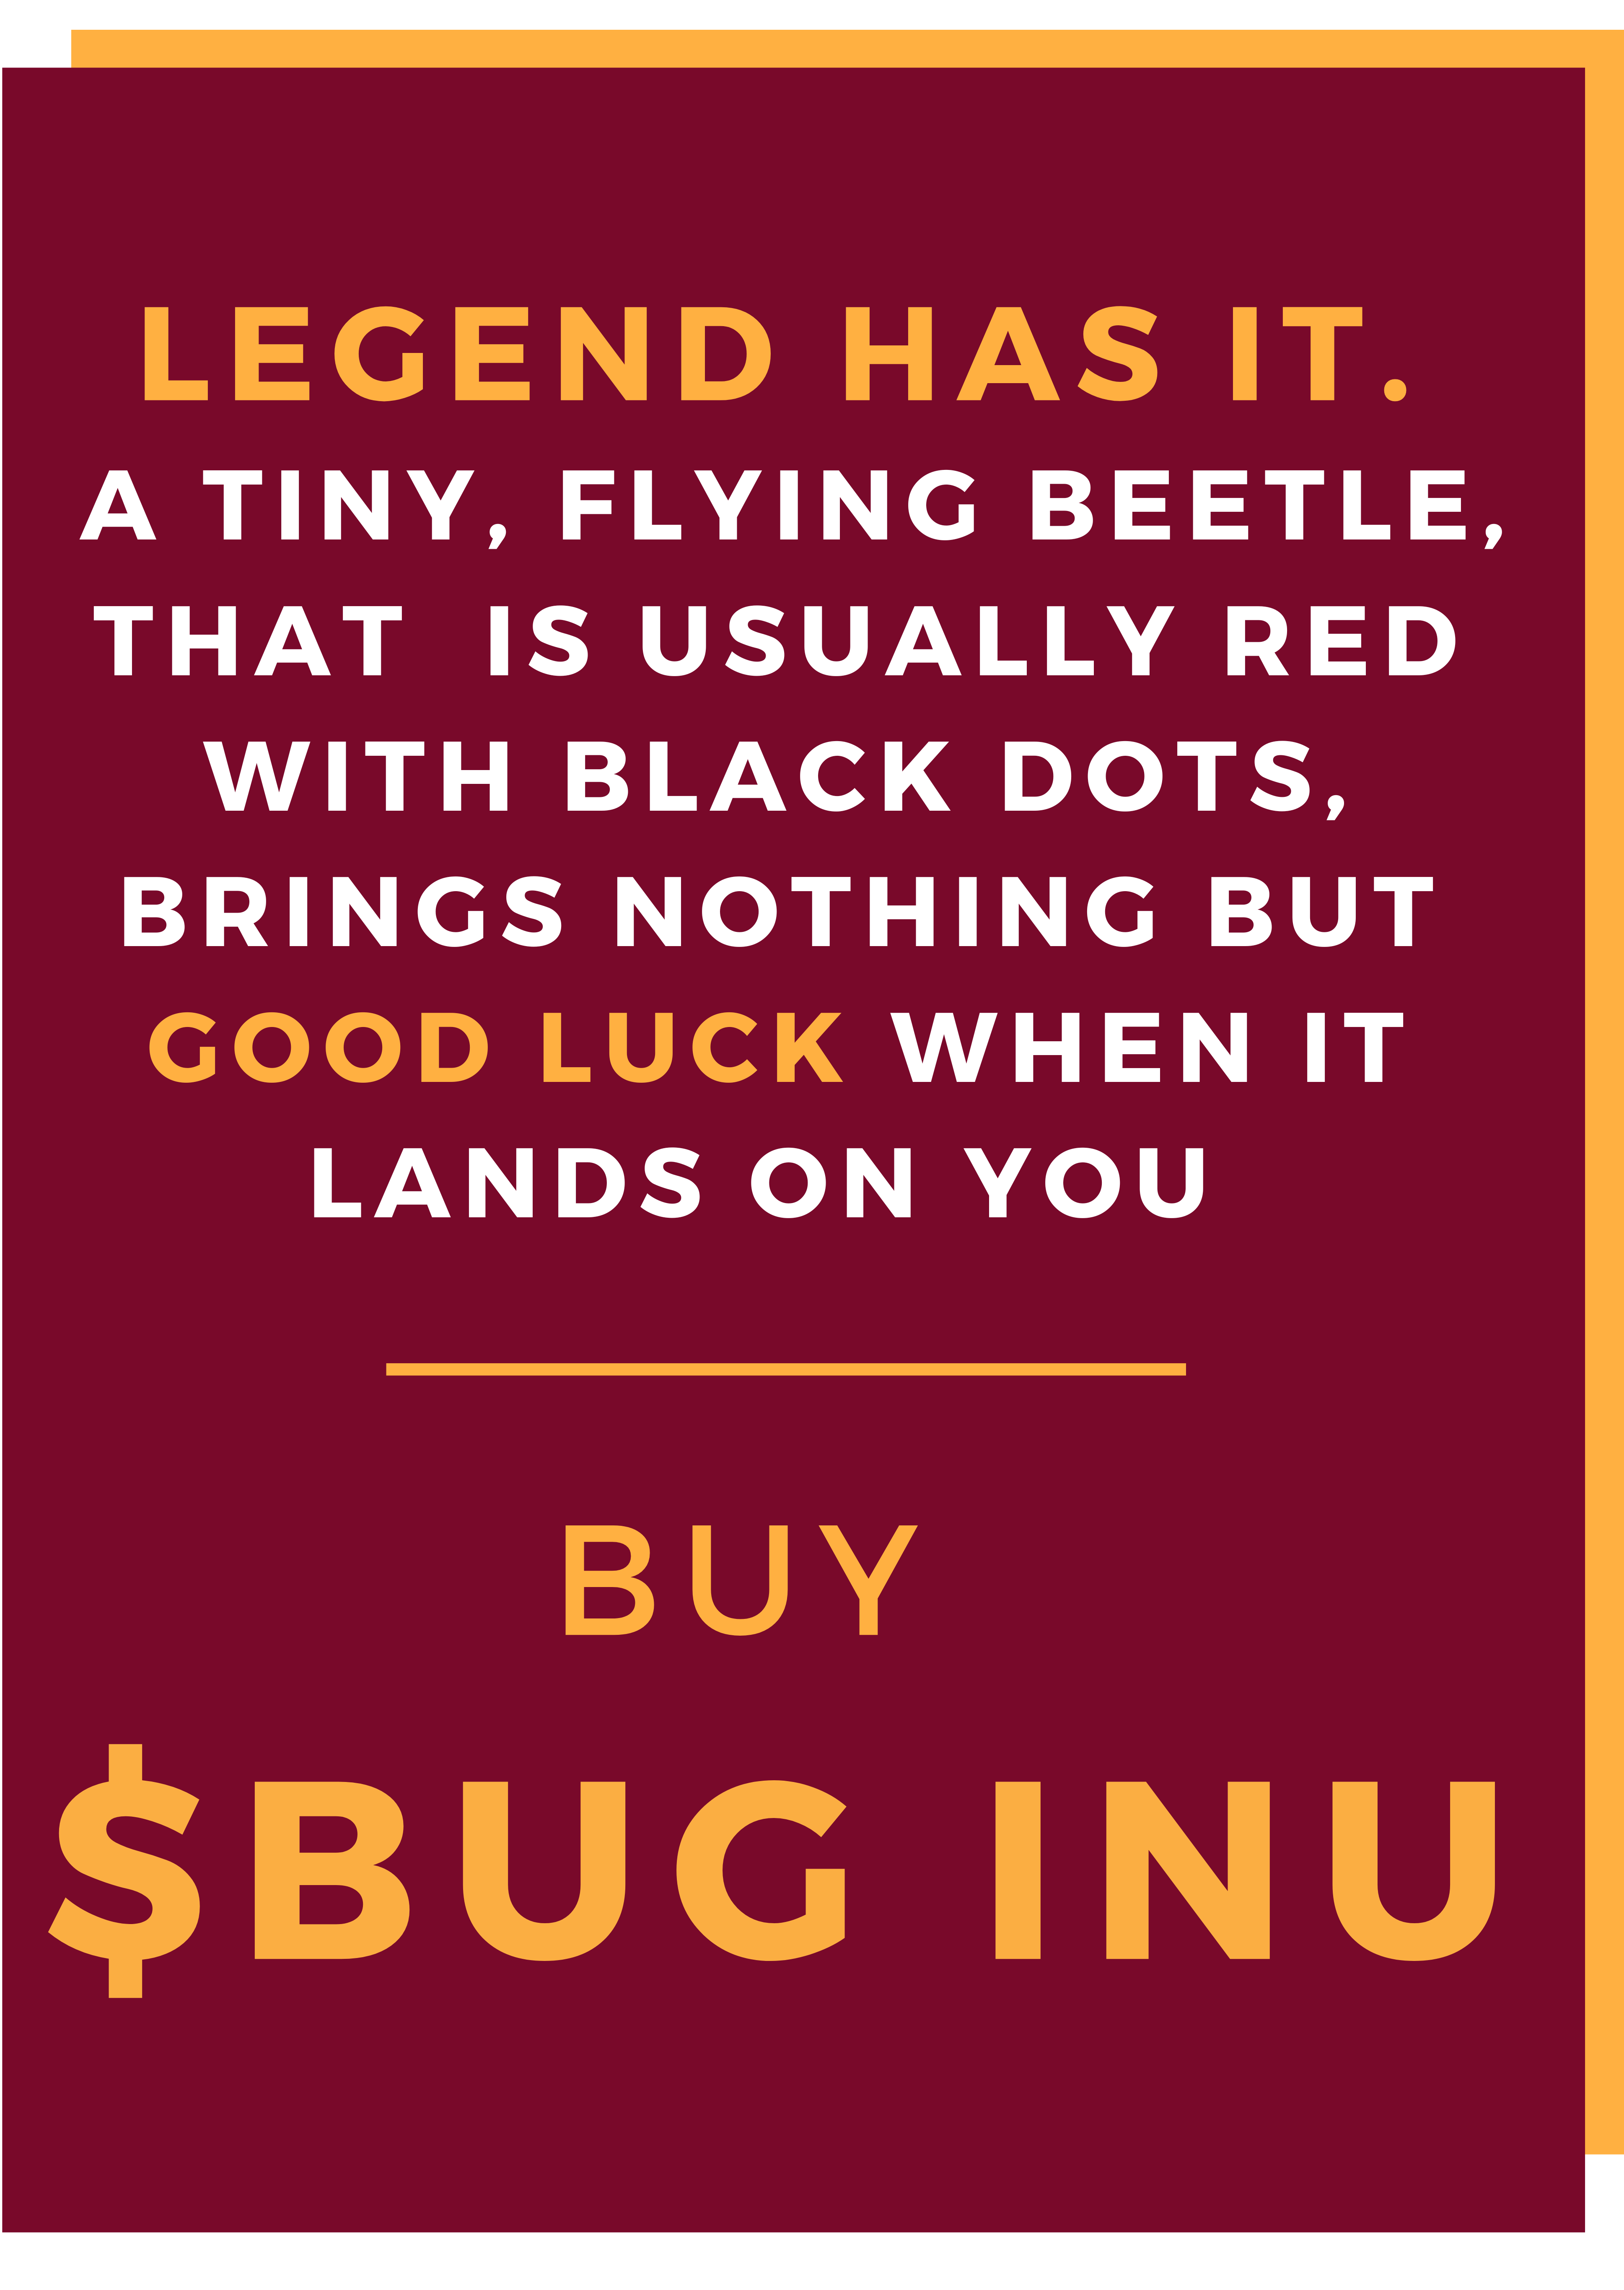 LEGEND HAS IT.
A TINY, FLYING BEETLE,
THAT IS USUALLY RED
WITH BLACK DOTS,
BRINGS NOTHING BUT
GOOD LUCK WHEN IT
LANDS ON YOU
BUY
$BUG INU